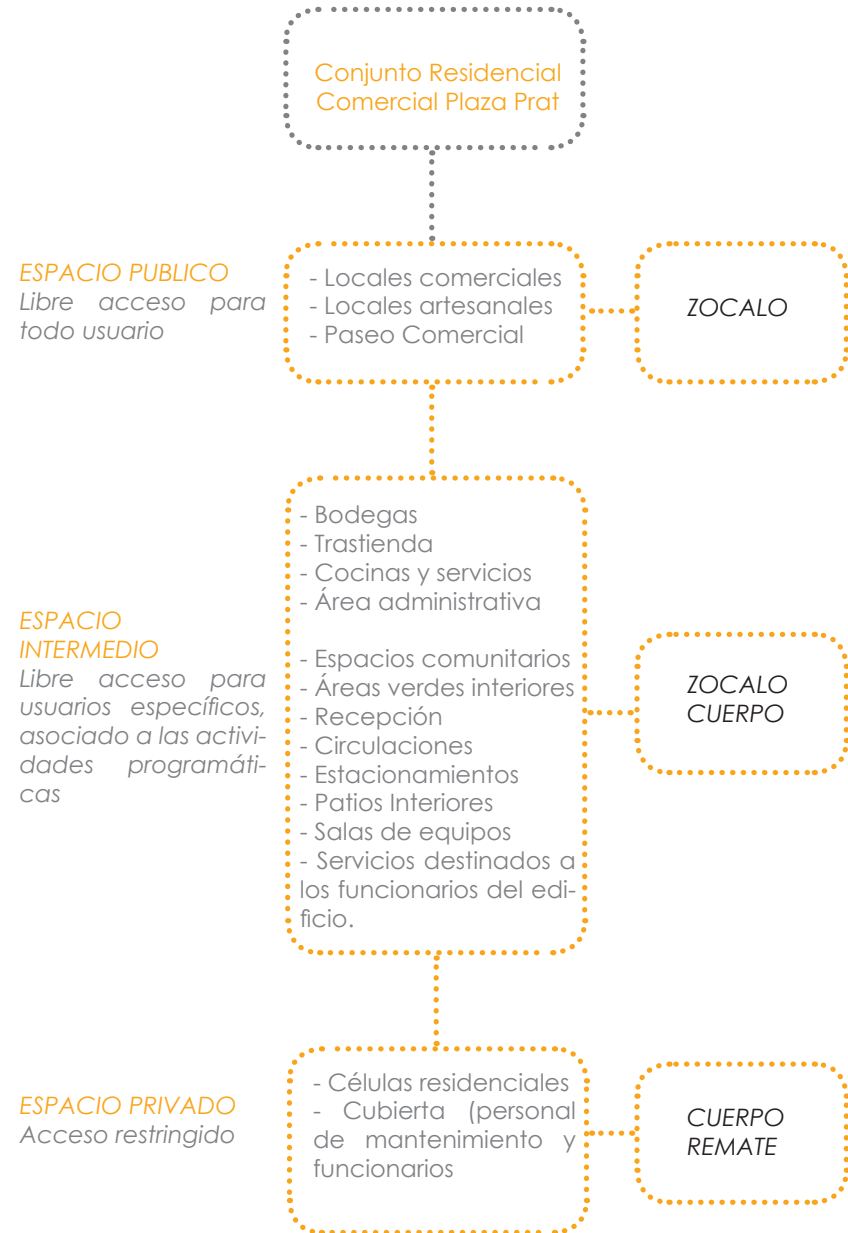 Conjunto Residencial
Comercial Plaza Prat
ESPACIO PUBLICO
Libre acceso para
todo usuario
- Locales comerciales
- Locales artesanales
- Paseo Comercial
ZOCALO
ESPACIO
INTERMEDIO
Libre acceso para
usuarios específicos,
asociado a las activi-
dades programáti-
cas
- Bodegas
- Trastienda
- Cocinas y servicios
- Área administrativa
- Espacios comunitarios
- Áreas verdes interiores
- Recepción
- Circulaciones
- Estacionamientos
- Patios Interiores
- Salas de equipos
- Servicios destinados a
los funcionarios del edi-
ficio.
ZOCALO
CUERPO
ESPACIO PRIVADO
Acceso restringido
- Células residenciales
- Cubierta (personal
de mantenimiento y
funcionarios
CUERPO
REMATE